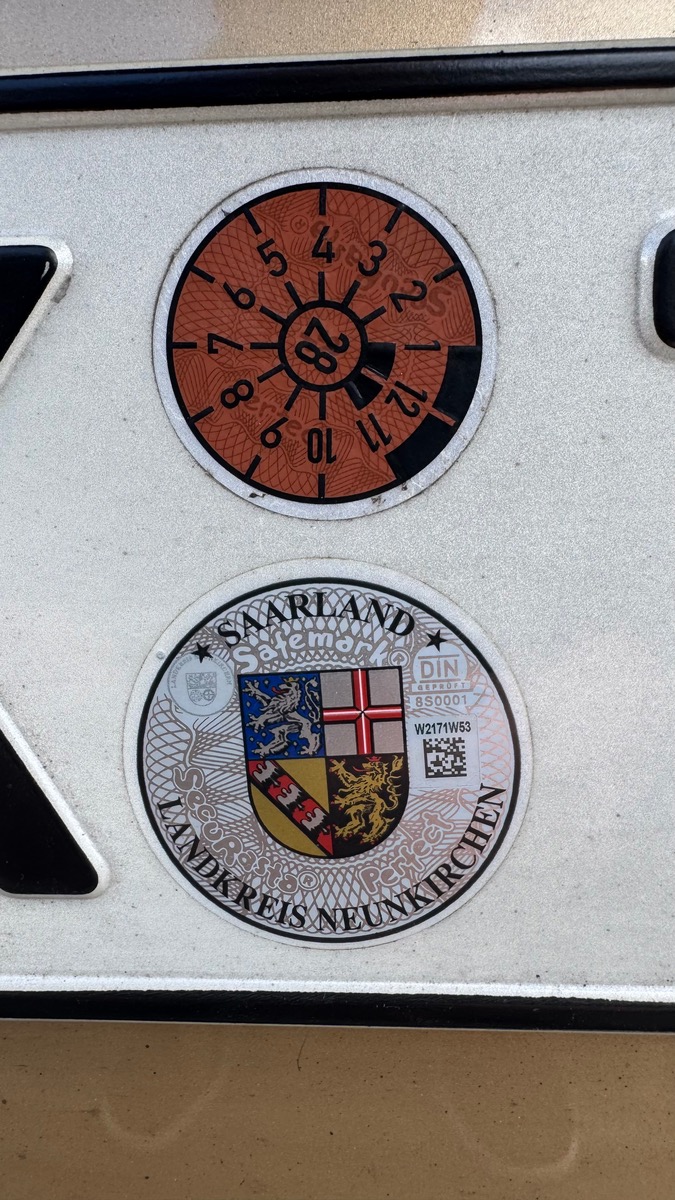 4
3
2
1
12
11
10
9
8
7
6
5
28
SAARLAND
Safemark®
DIN
GEPRÜFT
8S0001
W2171W53
SecuRasta®
Perfect
LANDKREIS NEUNKIRCHEN